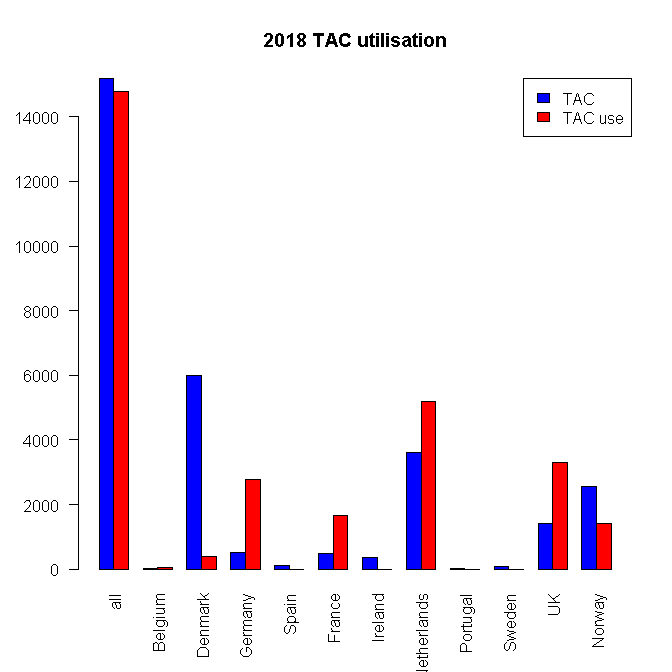 2018 TAC utilisation
TAC
TAC use
14000
12000
10000
8000
6000
4000
2000
0
all
Belgium
Denmark
Germany
Spain
France
Ireland
Netherlands
Portugal
Sweden
UK
Norway